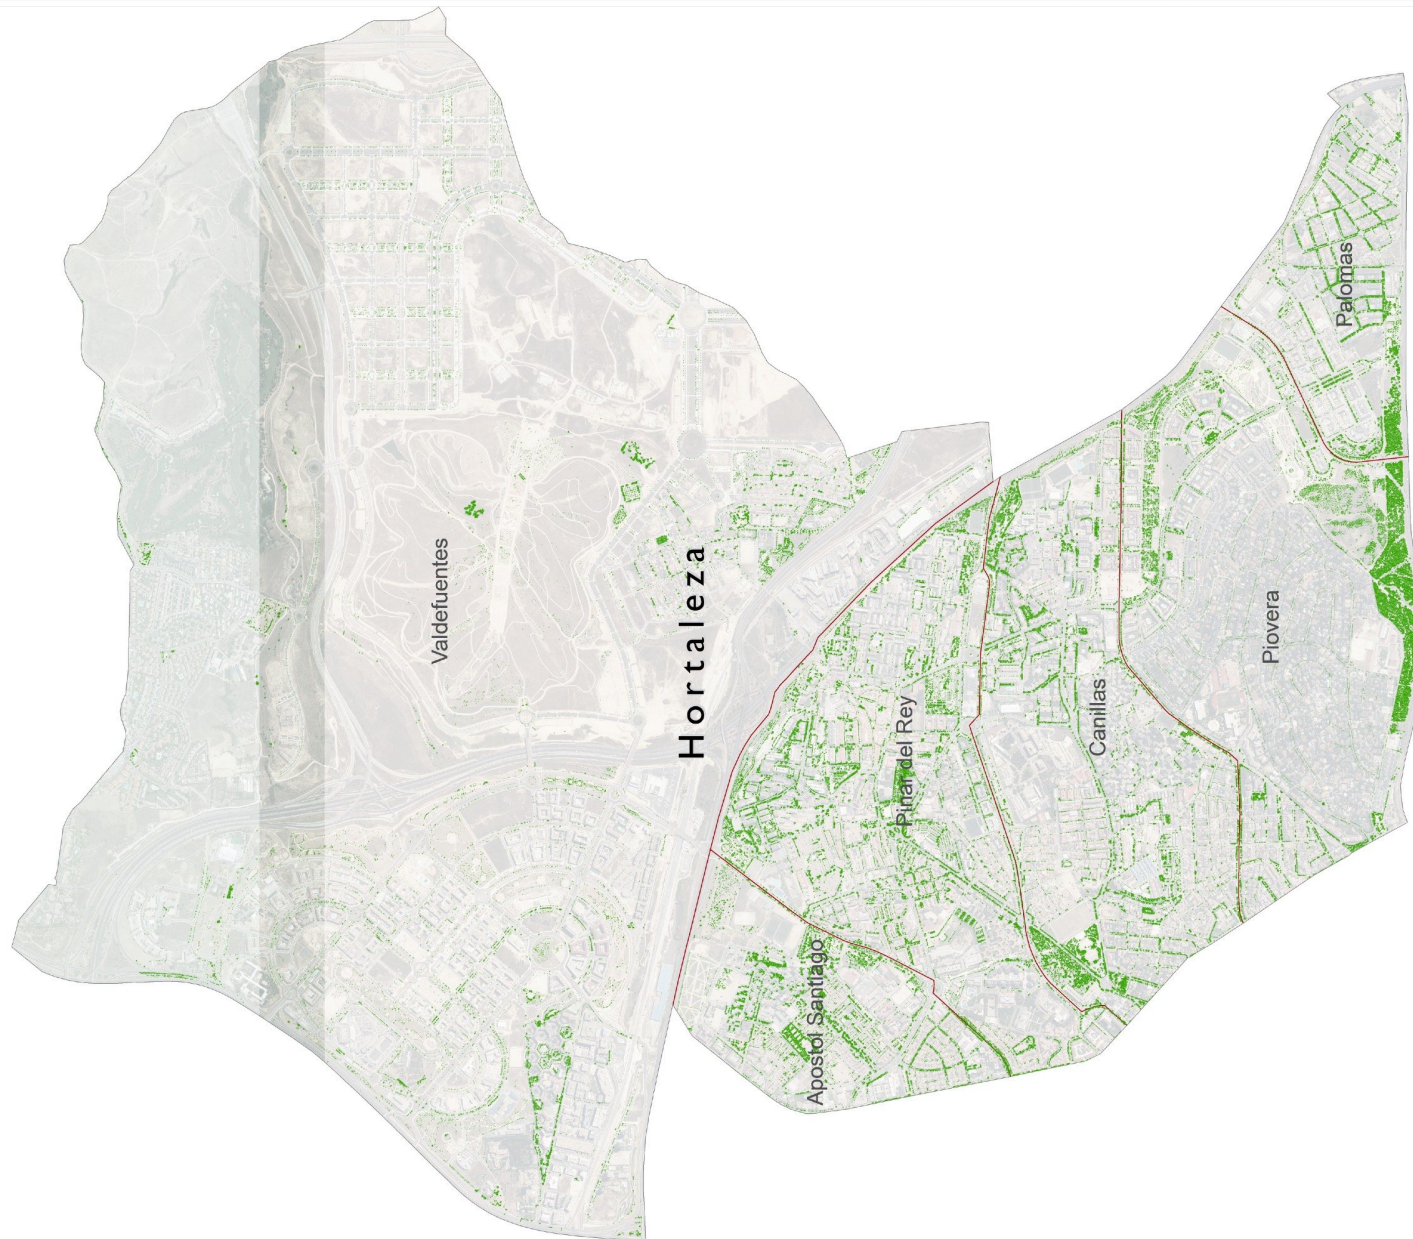 Valdefuentes
Hortaleza
Apostol Santiago
Pinar del Rey
Canillas
Piovera
Palomas